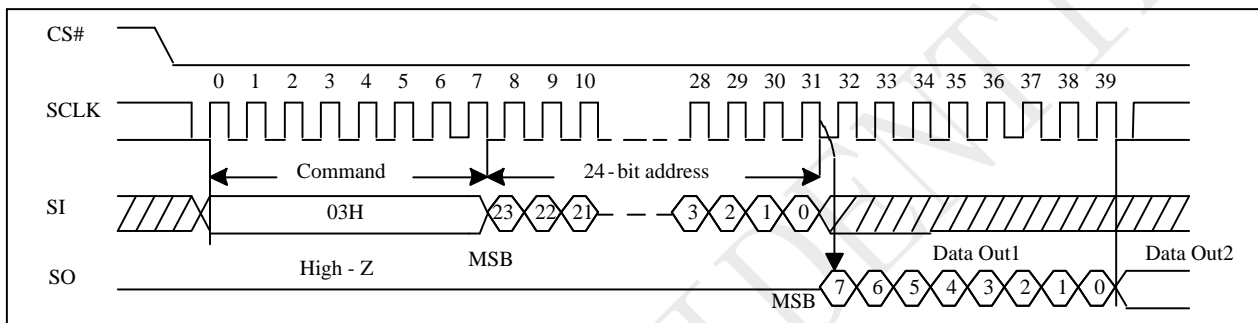 CS#
0 1 2 3 4 5 6 7 8 9 10 28 29 30 31 32 33 34 35 36 37 38 39
SCLK
Command 24-bit address
SI 03H 23 22 21 3 2 1 0
High - Z MSB Data Out1 Data Out2
SO MSB 7 6 5 4 3 2 1 0